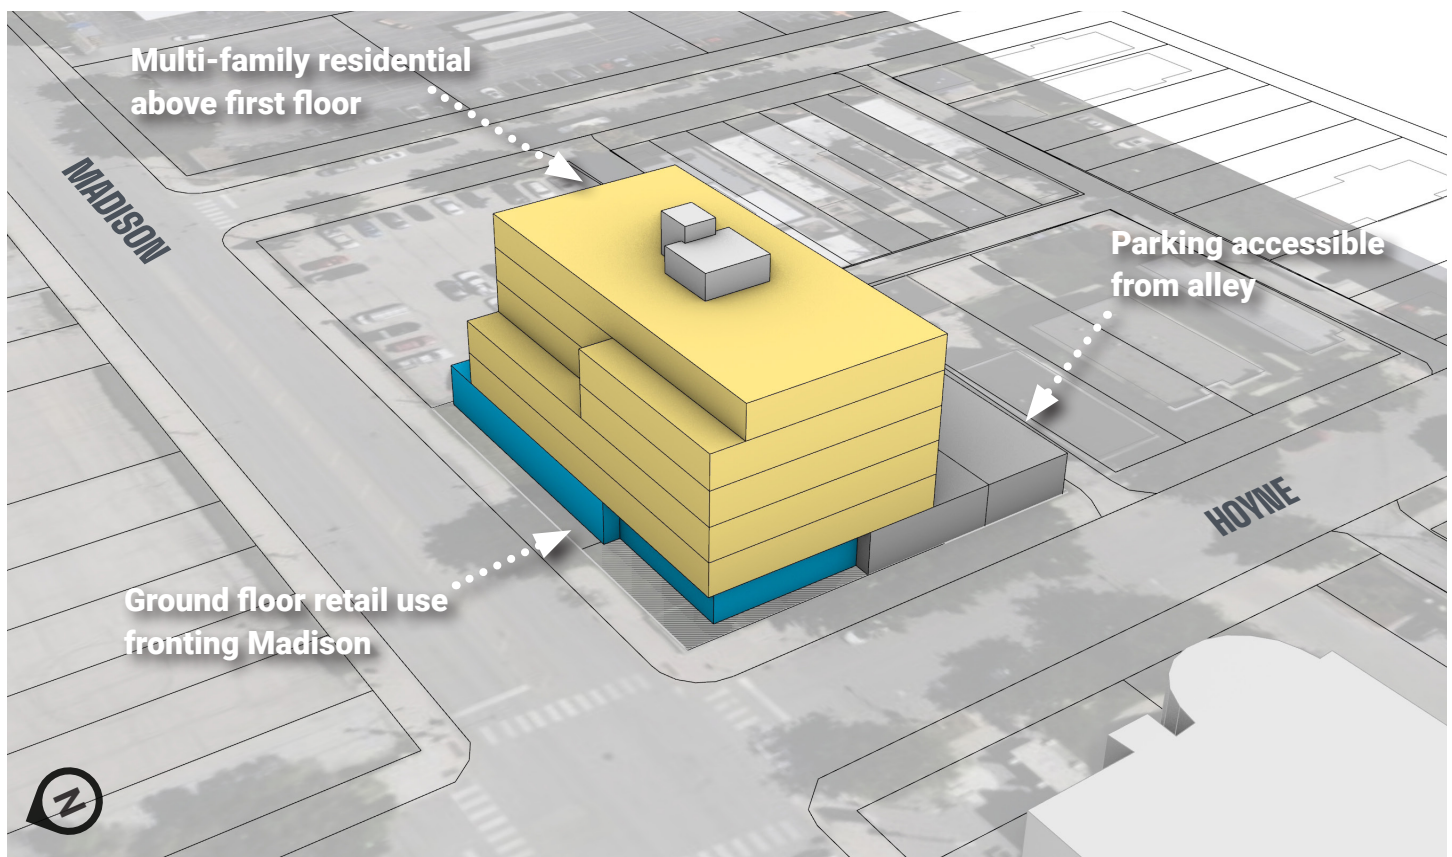 Multi-family residential
above first floor
MADISON
Parking accessible
from alley
HOYNE
Ground floor retail use
fronting Madison
N